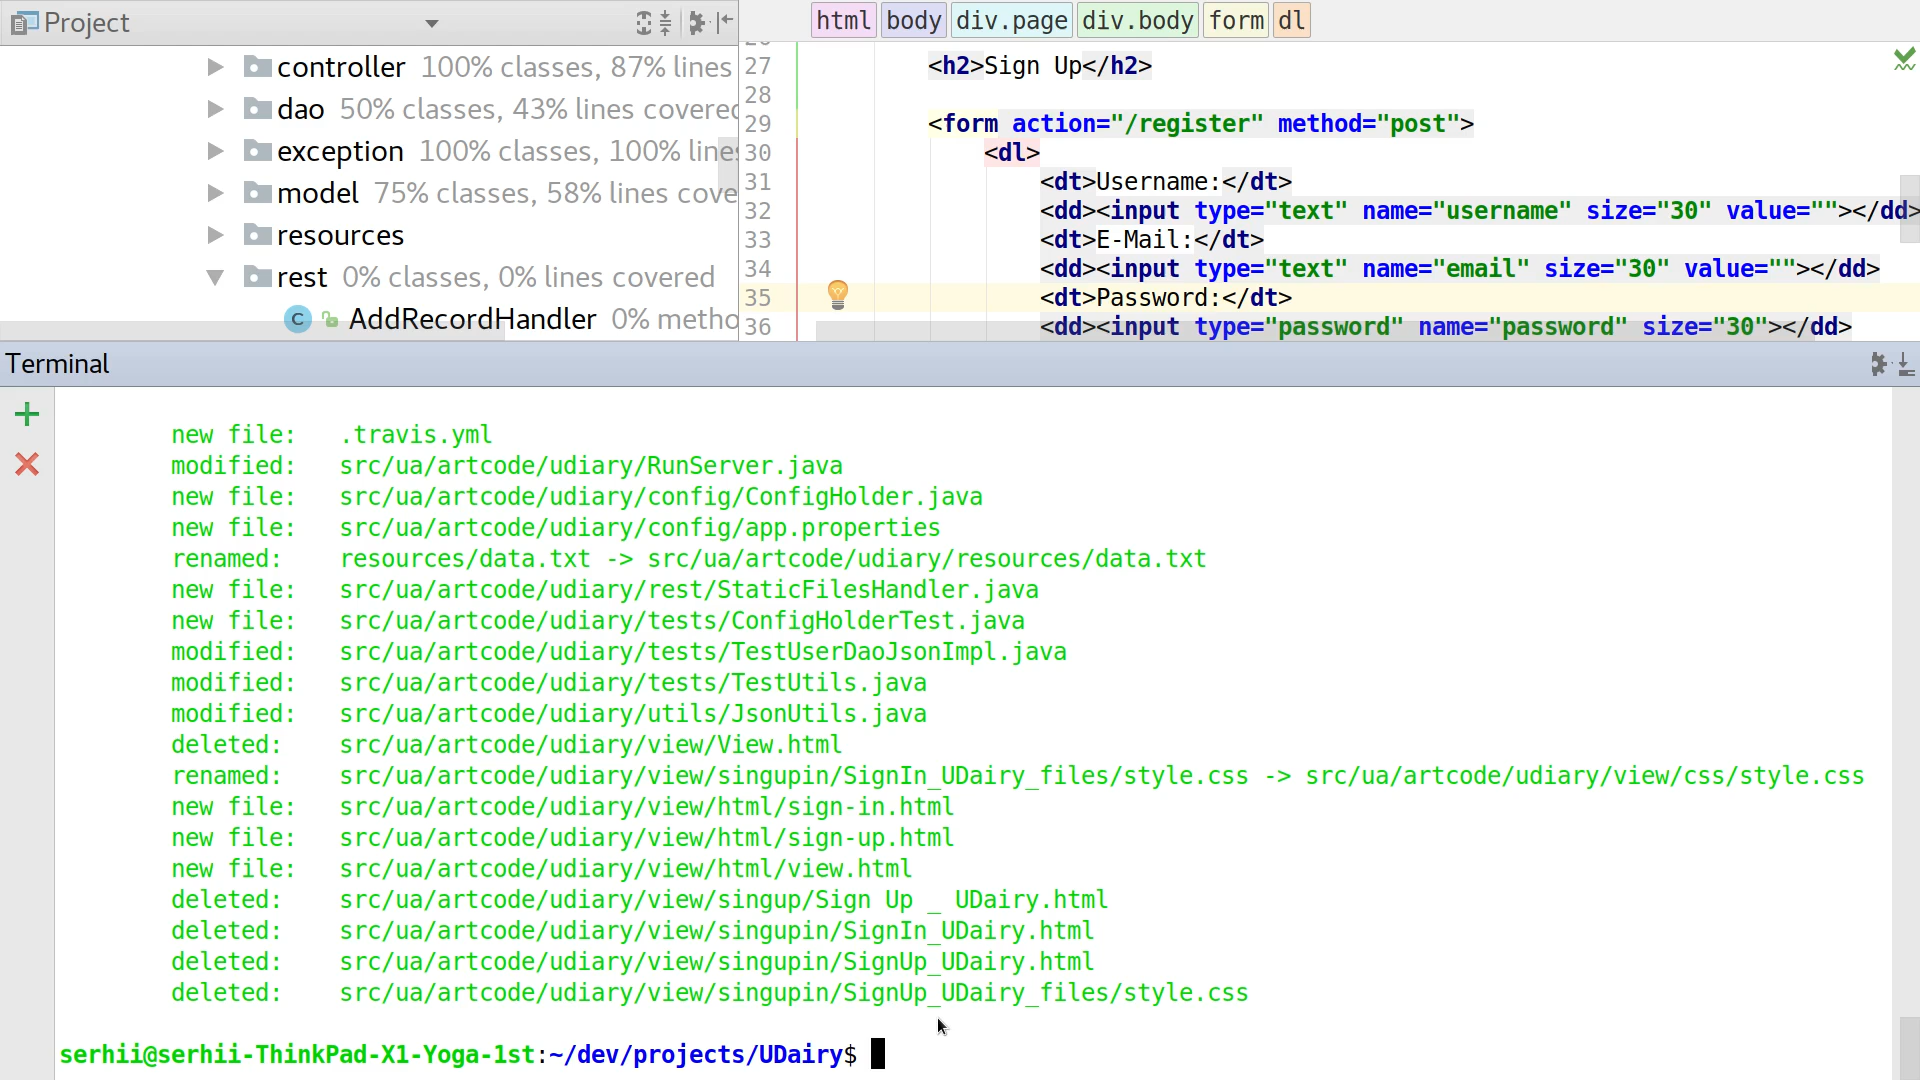 Project
controller 100% classes, 87% lines
dao 50% classes, 43% lines covered
exception 100% classes, 100% lines
model 75% classes, 58% lines cove
resources
rest 0% classes, 0% lines covered
C AddRecordHandler 0% metho
html body div.page div.body form dl
27 <h2>Sign Up</h2>
28
29 <form action="/register" method="post">
30 <dl>
31 <dt>Username:</dt>
32 <dd><input type="text" name="username" size="30" value=""></dd>
33 <dt>E-Mail:</dt>
34 <dd><input type="text" name="email" size="30" value=""></dd>
35 <dt>Password:</dt>
36 <dd><input type="password" name="password" size="30"></dd>
Terminal
new file:   .travis.yml
modified:   src/ua/artcode/udiary/RunServer.java
new file:   src/ua/artcode/udiary/config/ConfigHolder.java
new file:   src/ua/artcode/udiary/config/app.properties
renamed:    resources/data.txt -> src/ua/artcode/udiary/resources/data.txt
new file:   src/ua/artcode/udiary/rest/StaticFilesHandler.java
new file:   src/ua/artcode/udiary/tests/ConfigHolderTest.java
modified:   src/ua/artcode/udiary/tests/TestUserDaoJsonImpl.java
modified:   src/ua/artcode/udiary/tests/TestUtils.java
modified:   src/ua/artcode/udiary/utils/JsonUtils.java
deleted:    src/ua/artcode/udiary/view/View.html
renamed:    src/ua/artcode/udiary/view/singupin/SignIn_UDairy_files/style.css -> src/ua/artcode/udiary/view/css/style.css
new file:   src/ua/artcode/udiary/view/html/sign-in.html
new file:   src/ua/artcode/udiary/view/html/sign-up.html
new file:   src/ua/artcode/udiary/view/html/view.html
deleted:    src/ua/artcode/udiary/view/singup/Sign Up _ UDairy.html
deleted:    src/ua/artcode/udiary/view/singupin/SignIn_UDairy.html
deleted:    src/ua/artcode/udiary/view/singupin/SignUp_UDairy.html
deleted:    src/ua/artcode/udiary/view/singupin/SignUp_UDairy_files/style.css
serhii@serhii-ThinkPad-X1-Yoga-1st:~/dev/projects/UDairy$